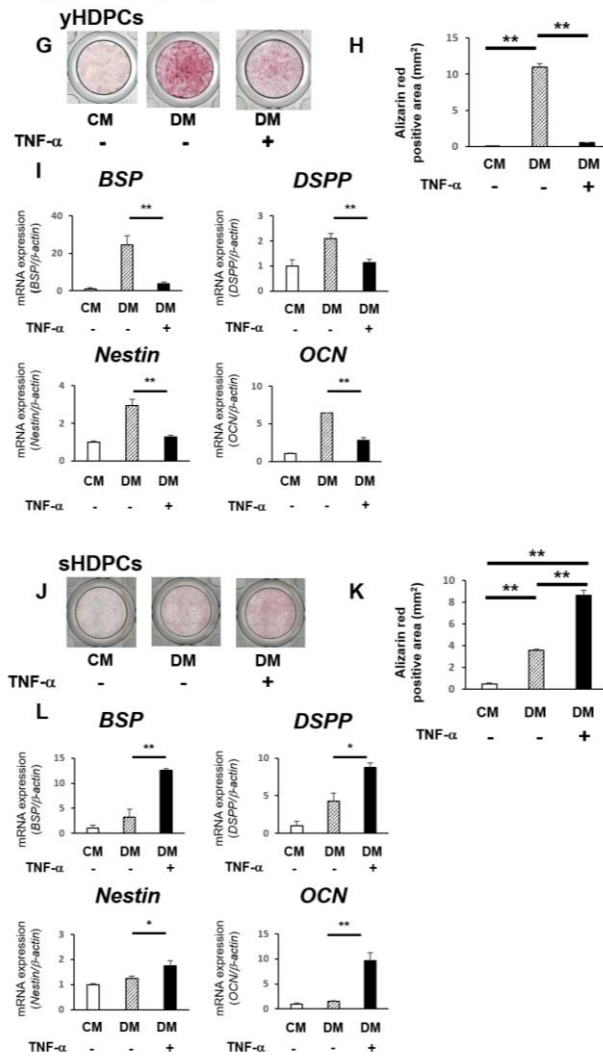 yHDPCs
G
CM DM DM
TNF-α - - +
H
Alizarin red
positive area (mm²)
15
10
5
0
** **
CM DM DM
TNF-α - - +
I
BSP
mRNA expression
(BSP/β-actin)
40
20
0
**
CM DM DM
TNF-α - - +
DSPP
mRNA expression
(DSPP/β-actin)
3
2
1
0
**
CM DM DM
TNF-α - - +
Nestin
mRNA expression
(Nestin/β-actin)
4
2
0
**
CM DM DM
TNF-α - - +
OCN
mRNA expression
(OCN/β-actin)
10
5
0
**
CM DM DM
TNF-α - - +
sHDPCs
J
CM DM DM
TNF-α - - +
K
Alizarin red
positive area (mm²)
10
8
6
4
2
0
**
** **
CM DM DM
TNF-α - - +
L
BSP
mRNA expression
(BSP/β-actin)
15
10
5
0
**
CM DM DM
TNF-α - - +
DSPP
mRNA expression
(DSPP/β-actin)
10
5
0
*
CM DM DM
TNF-α - - +
Nestin
mRNA expression
(Nestin/β-actin)
3
2
1
0
*
CM DM DM
TNF-α - - +
OCN
mRNA expression
(OCN/β-actin)
15
10
5
0
**
CM DM DM
TNF-α - - +